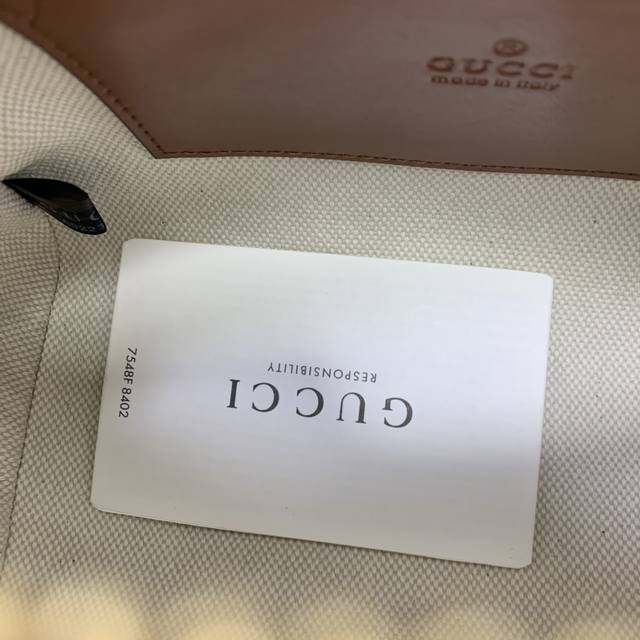 ®
GUCCI
made in italy
GUCCI
RESPONSIBILITY
7548F 8402